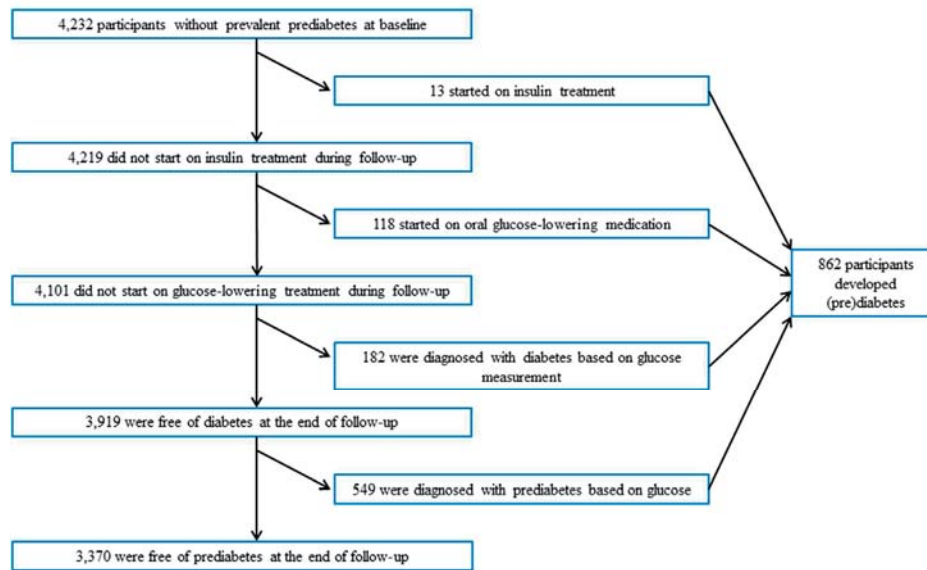 4,232 participants without prevalent prediabetes at baseline
13 started on insulin treatment
4,219 did not start on insulin treatment during follow-up
118 started on oral glucose-lowering medication
862 participants
developed
(pre)diabetes
4,101 did not start on glucose-lowering treatment during follow-up
182 were diagnosed with diabetes based on glucose
measurement
3,919 were free of diabetes at the end of follow-up
549 were diagnosed with prediabetes based on glucose
3,370 were free of prediabetes at the end of follow-up